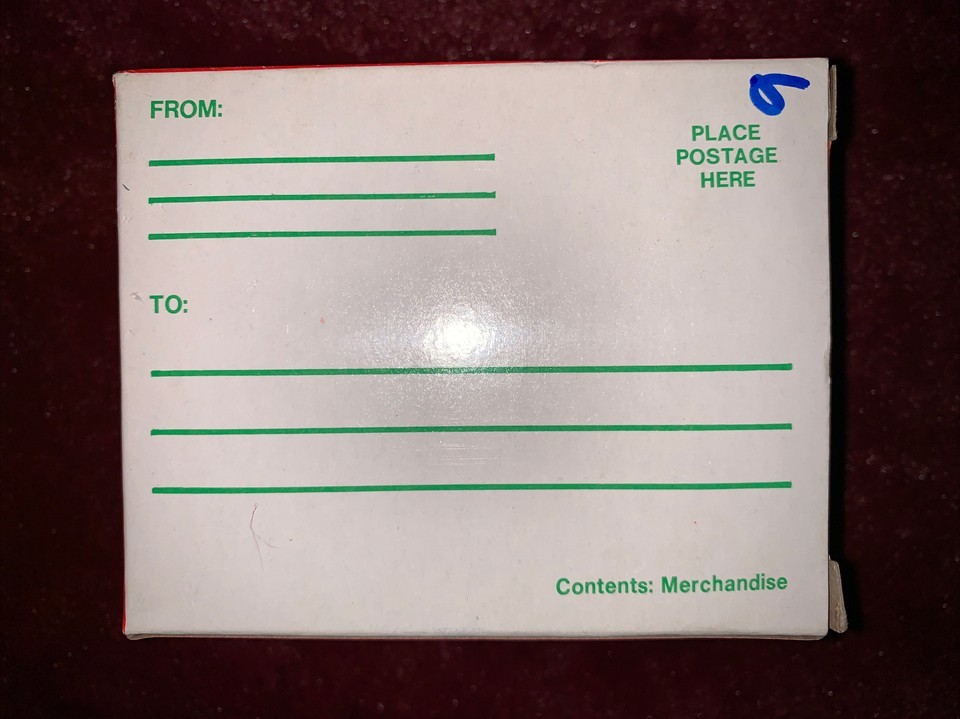 FROM:
PLACE
POSTAGE
HERE
TO:
Contents: Merchandise